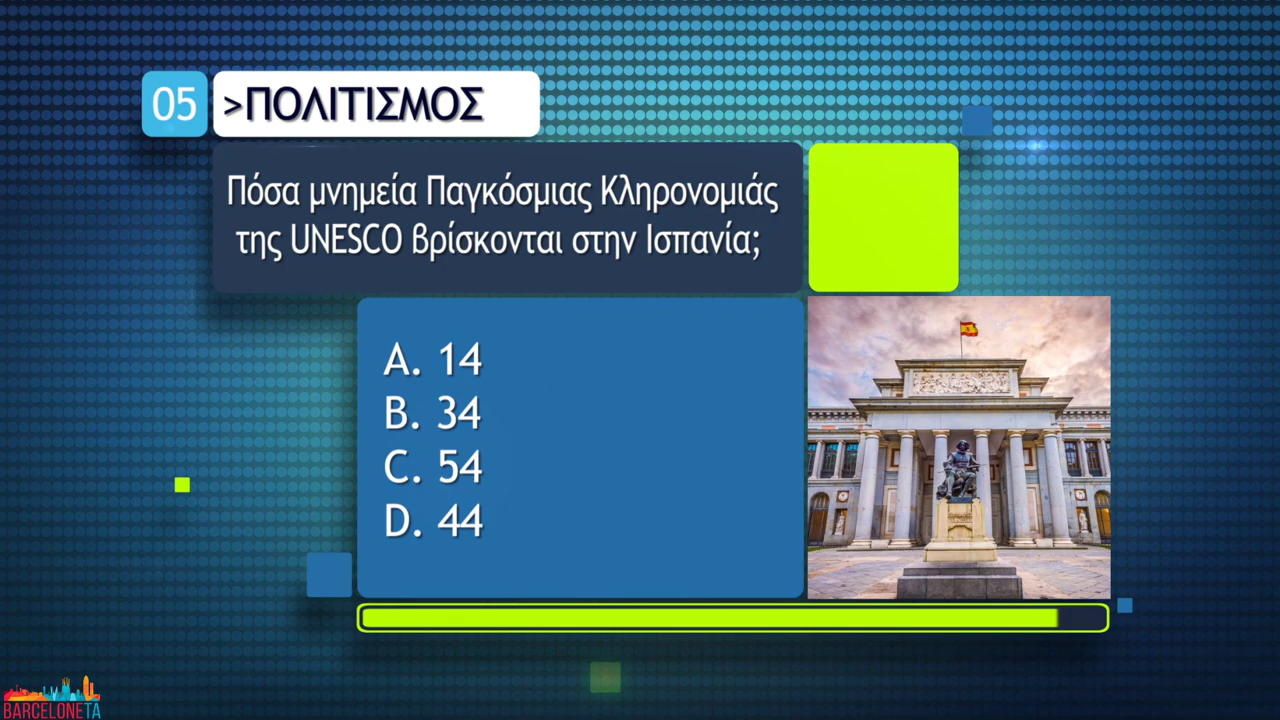 05 >ΠΟΛΙΤΙΣΜΟΣ
Πόσα μνημεία Παγκόσμιας Κληρονομιάς
της UNESCO βρίσκονται στην Ισπανία;
A. 14
B. 34
C. 54
D. 44
BARCELONETA